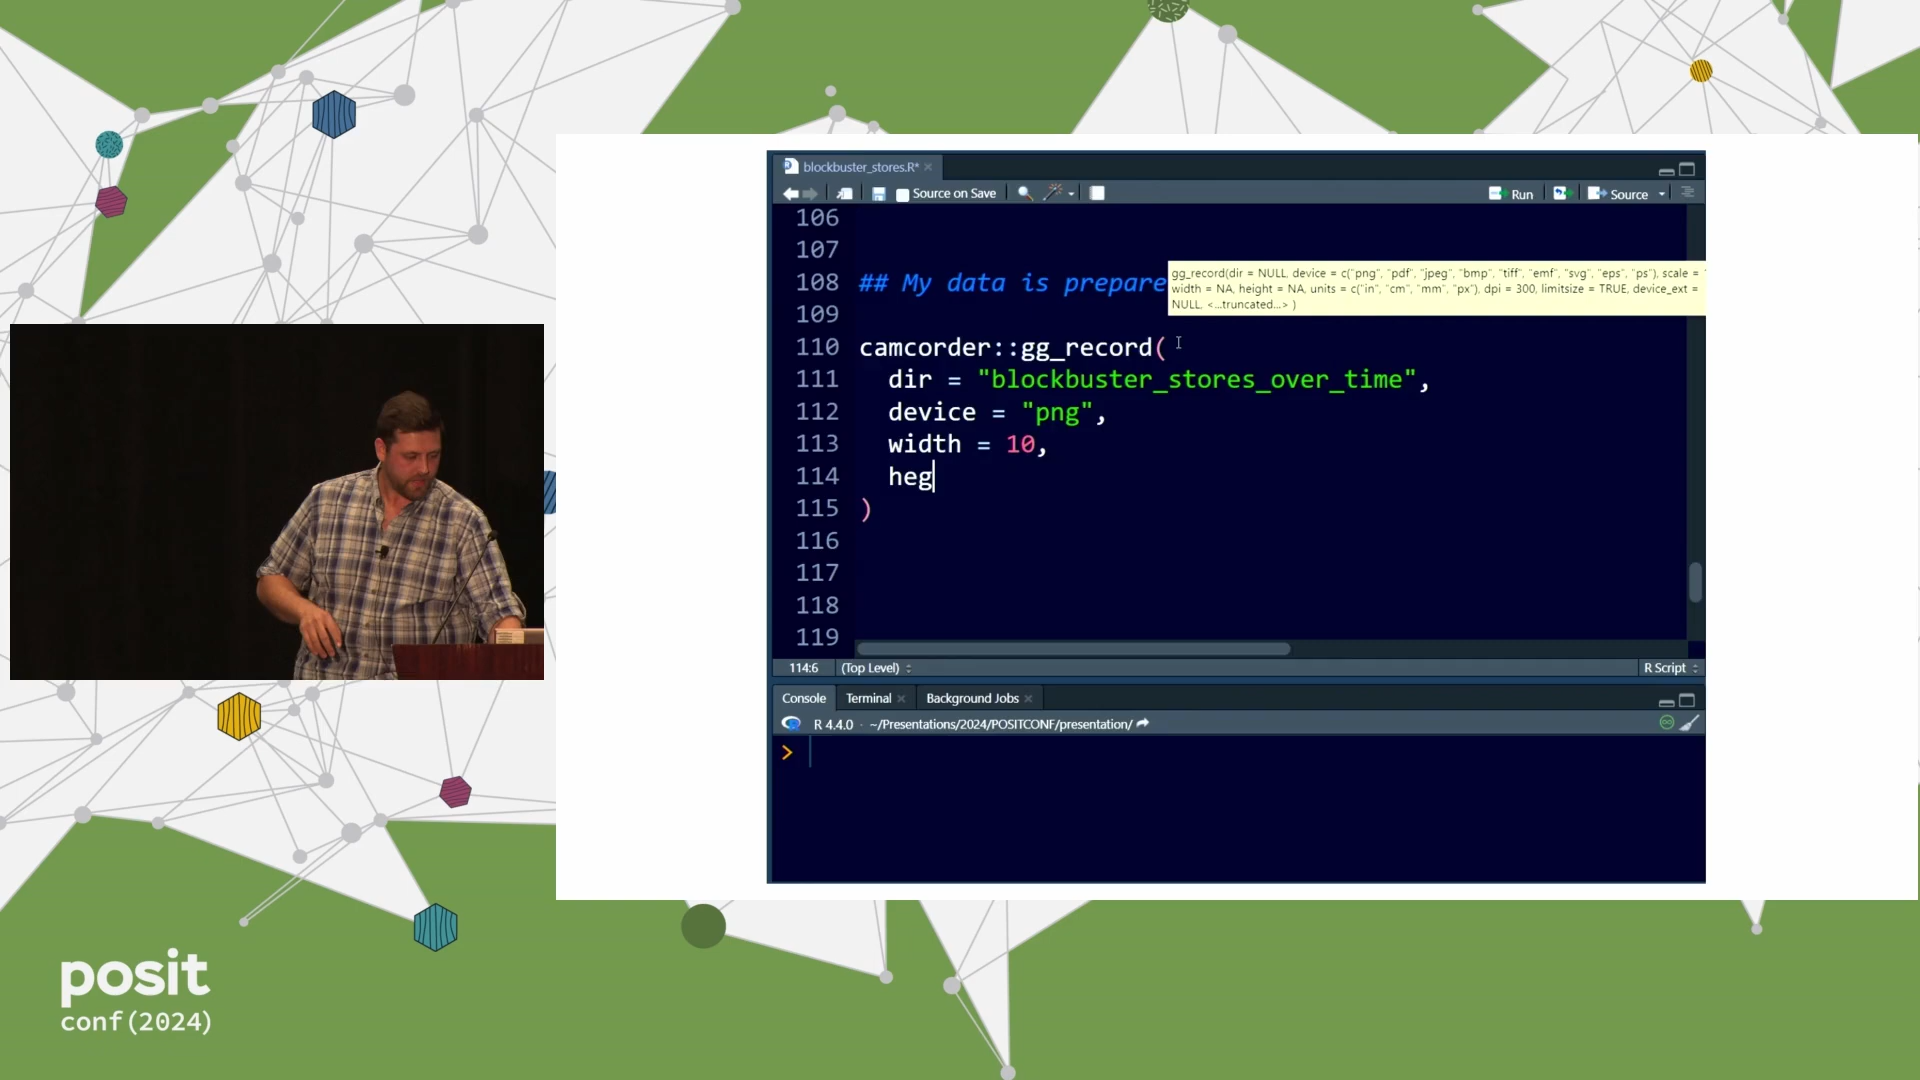 blockbuster_stores.R*
Source on Save
Run
Source
106
107
108 ## My data is prepare
gg_record(dir = NULL, device = c("png", "pdf", "jpeg", "bmp", "tiff", "emf", "svg", "eps", "ps"), scale =
width = NA, height = NA, units = c("in", "cm", "mm", "px"), dpi = 300, limitsize = TRUE, device_ext =
NULL, <...truncated...> )
109
110 camcorder::gg_record(
111 dir = "blockbuster_stores_over_time",
112 device = "png",
113 width = 10,
114 heg
115 )
116
117
118
119
114:6 (Top Level) R Script
Console Terminal Background Jobs
R 4.4.0 · ~/Presentations/2024/POSITCONF/presentation/
>
posit
conf(2024)